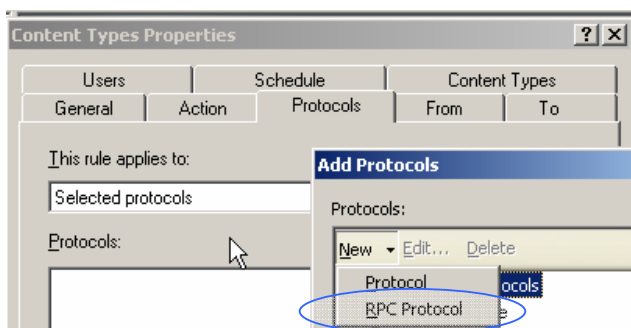 Content Types Properties
Users Schedule Content Types
General Action Protocols From To
This rule applies to:
Add Protocols
Selected protocols
Protocols:
Protocols:
New Edit... Delete
Protocol
ocols
RPC Protocol